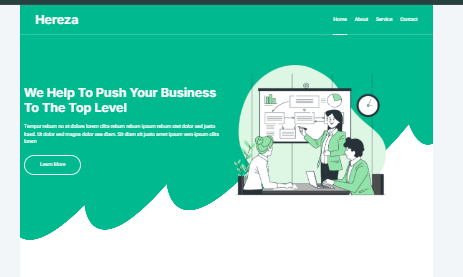 Hereza
Home About Service Contact
We Help To Push Your Business
To The Top Level
Tempor rebum no at dolore lorem clita rebum rebum ipsum rebum stet dolor sed justo
kasd. Ut dolor sed magna dolor sea diam. Sit diam sit justo amet ipsum vero ipsum clita
lorem
Learn More